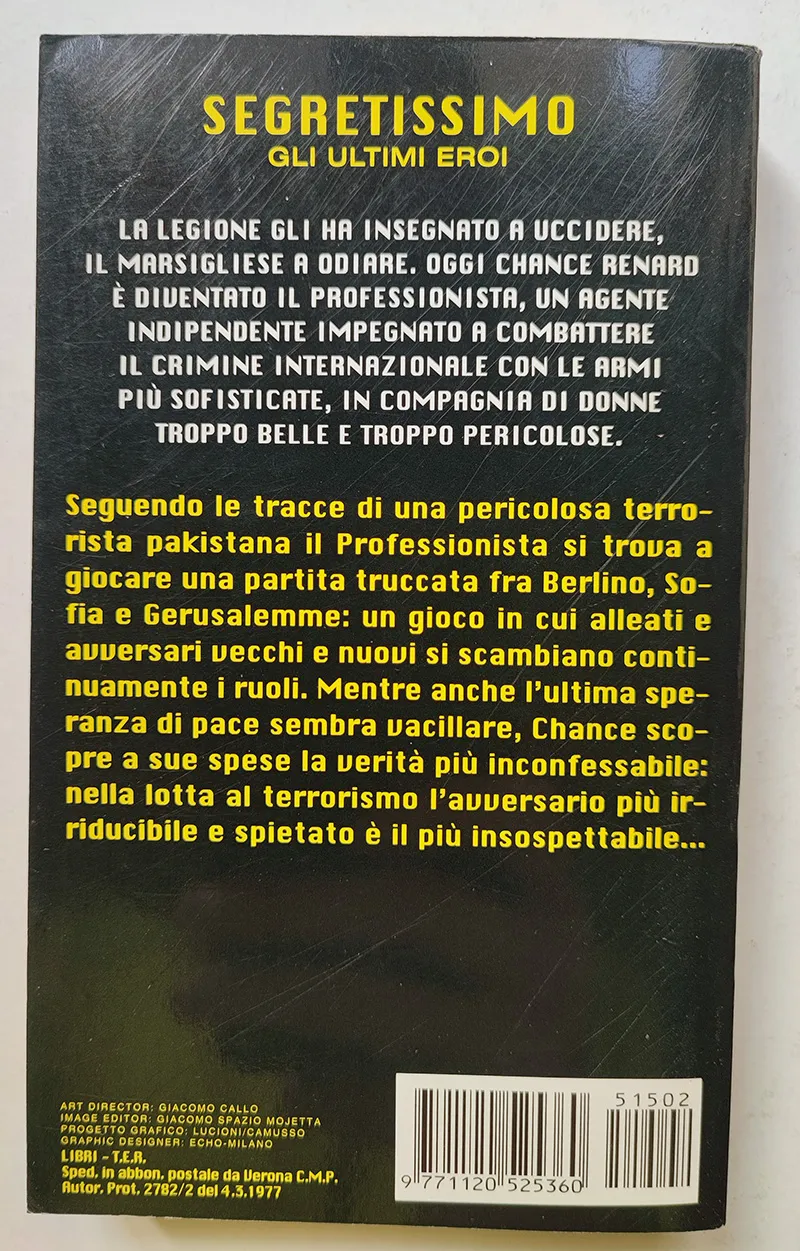 SEGRETISSIMO
GLI ULTIMI EROI
LA LEGIONE GLI HA INSEGNATO A UCCIDERE,
IL MARSIGLIESE A ODIARE. OGGI CHANCE RENARD
È DIVENTATO IL PROFESSIONISTA, UN AGENTE
INDIPENDENTE IMPEGNATO A COMBATTERE
IL CRIMINE INTERNAZIONALE CON LE ARMI
PIÙ SOFISTICATE, IN COMPAGNIA DI DONNE
TROPPO BELLE E TROPPO PERICOLOSE.
Seguendo le tracce di una pericolosa terro-
rista pakistana il Professionista si trova a
giocare una partita truccata fra Berlino, So-
fia e Gerusalemme: un gioco in cui alleati e
avversari vecchi e nuovi si scambiano conti-
nuamente i ruoli. Mentre anche l'ultima spe-
ranza di pace sembra vacillare, Chance sco-
pre a sue spese la verità più inconfessabile:
nella lotta al terrorismo l'avversario più ir-
riducibile e spietato è il più insospettabile...
ART DIRECTOR: GIACOMO CALLO
IMAGE EDITOR: GIACOMO SPAZIO MOJETTA
PROGETTO GRAFICO: LUCIONI/CAMUSSO
GRAPHIC DESIGNER: ECHO-MILANO
LIBRI - T.E.R.
Sped. in abbon. postale da Verona C.M.P.
Autor. Prot. 2782/2 del 4.3.1977
51502
9 771120 525360